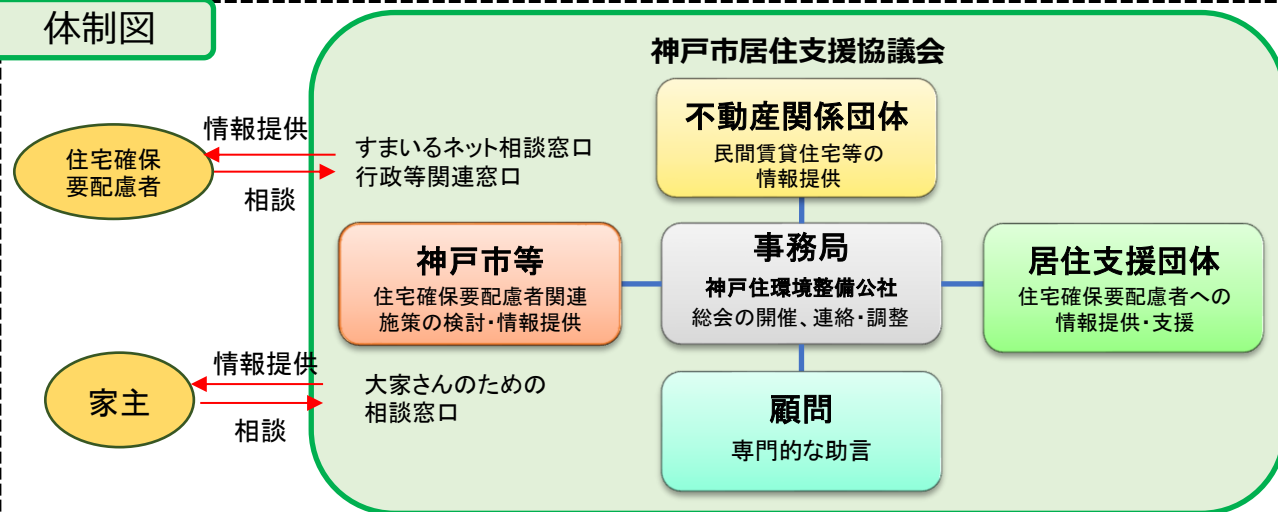 体制図
神戸市居住支援協議会
情報提供
住宅確保
要配慮者
相談
すまいるネット相談窓口
行政等関連窓口
不動産関係団体
民間賃貸住宅等の
情報提供
神戸市等
住宅確保要配慮者関連
施策の検討・情報提供
事務局
神戸住環境整備公社
総会の開催、連絡・調整
居住支援団体
住宅確保要配慮者への
情報提供・支援
情報提供
家主
相談
大家さんのための
相談窓口
顧問
専門的な助言